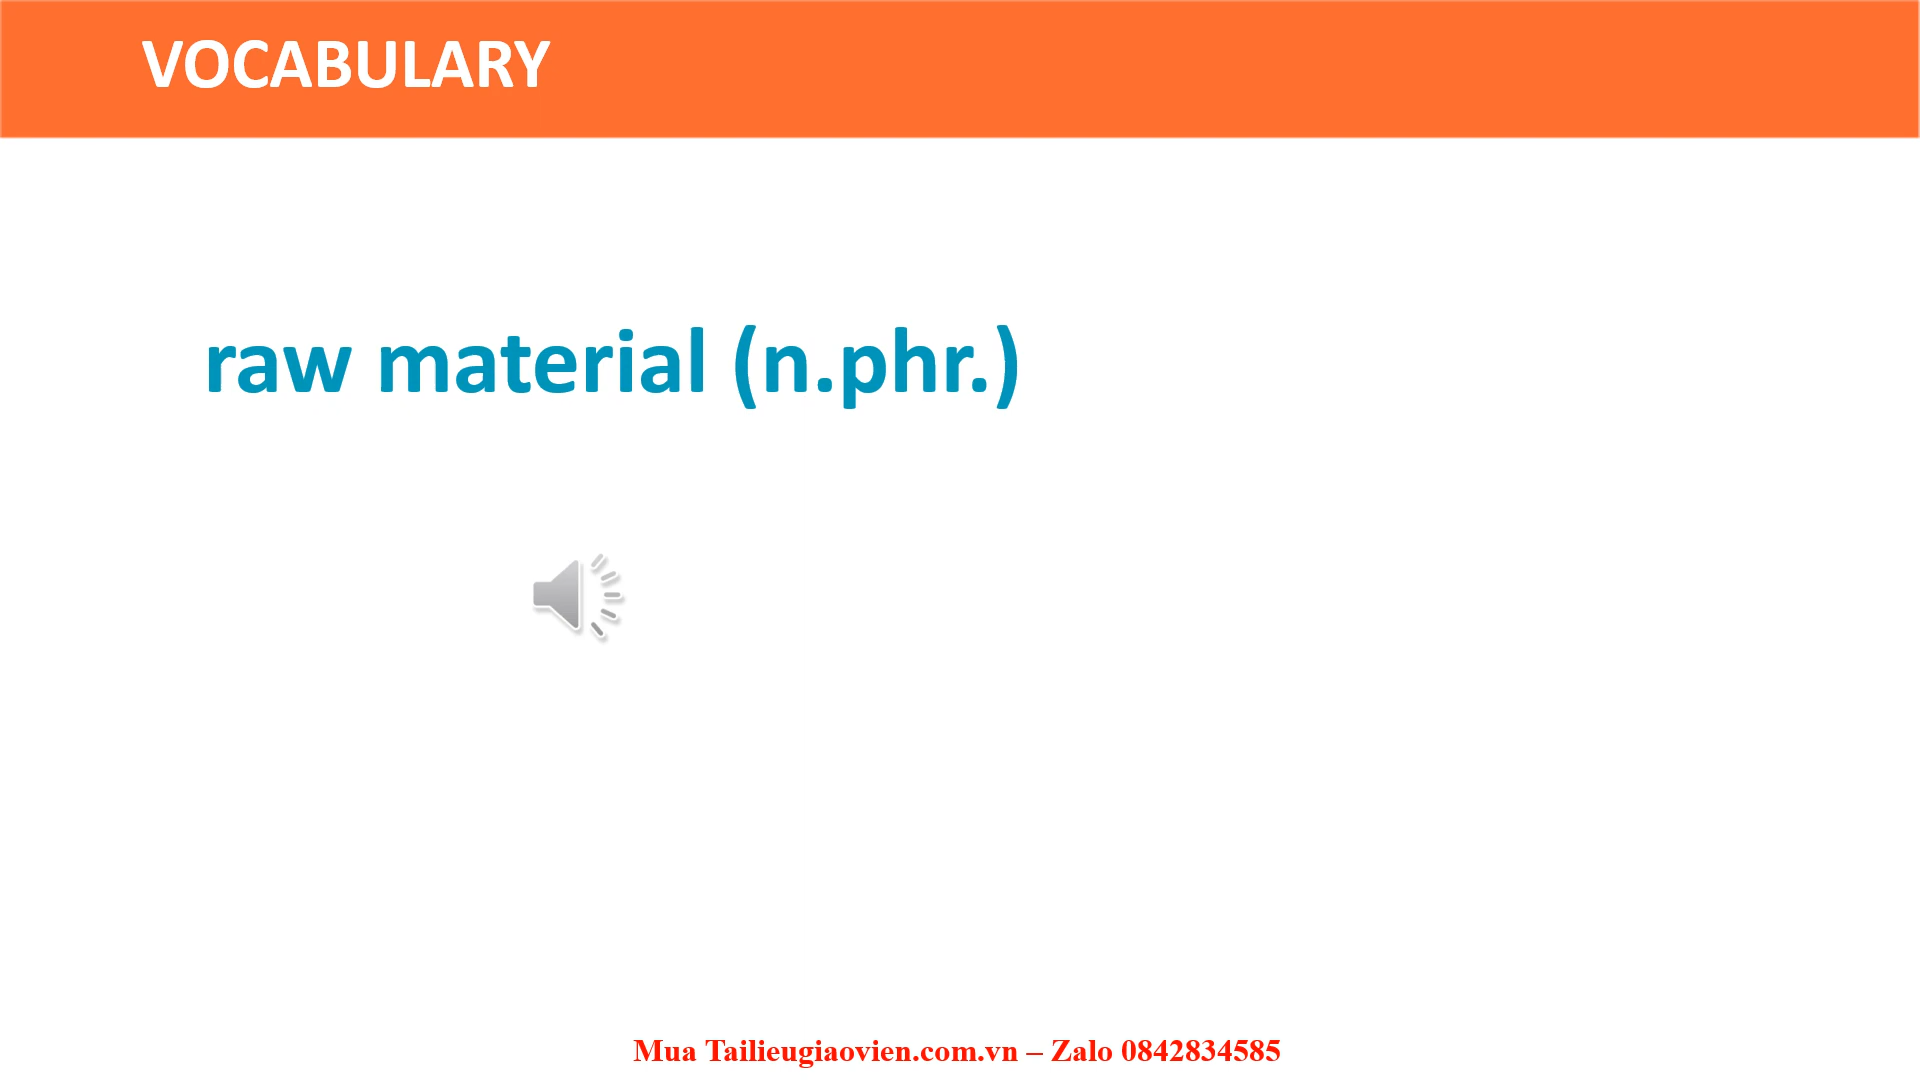 VOCABULARY
raw material (n.phr.)
Mua Tailieugiaovien.com.vn – Zalo 0842834585